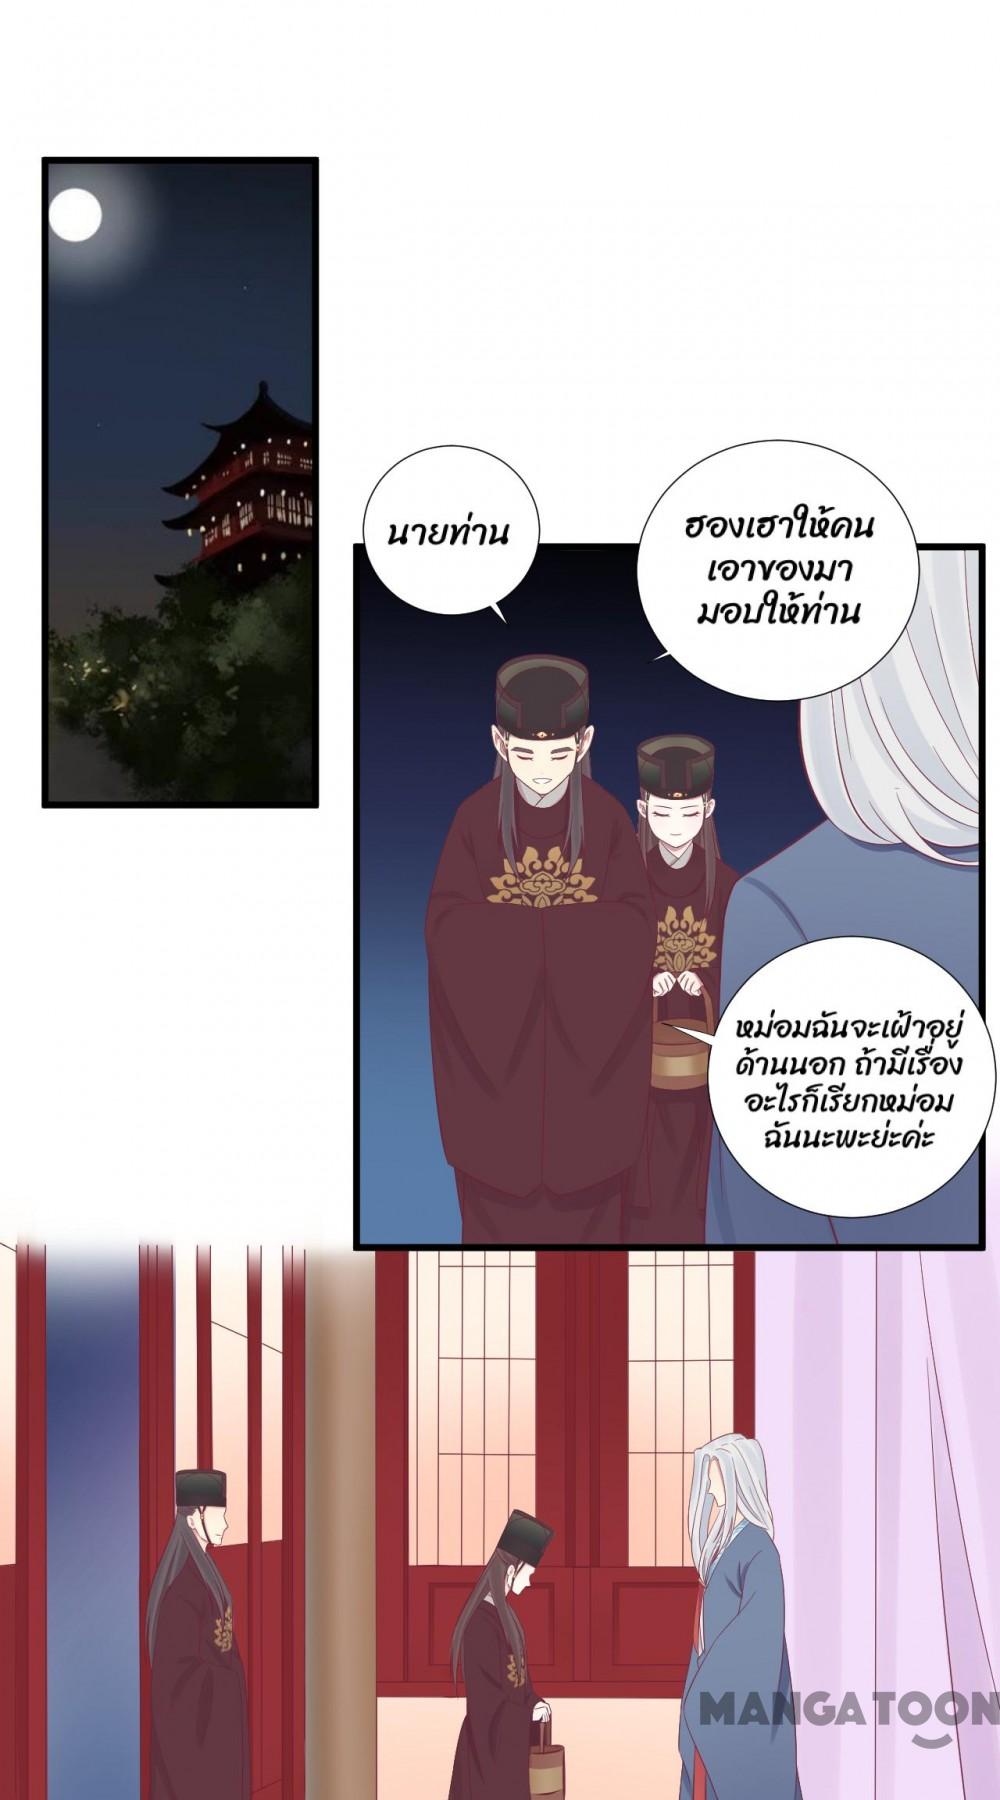 นายท่าน
ฮองเฮาให้คน
เอาของมา
มอบให้ท่าน
หม่อมฉันจะเฝ้าอยู่
ด้านนอก ถ้ามีเรื่อง
อะไรก็เรียกหม่อม
ฉันนะพะย่ะค่ะ
MANGATOON